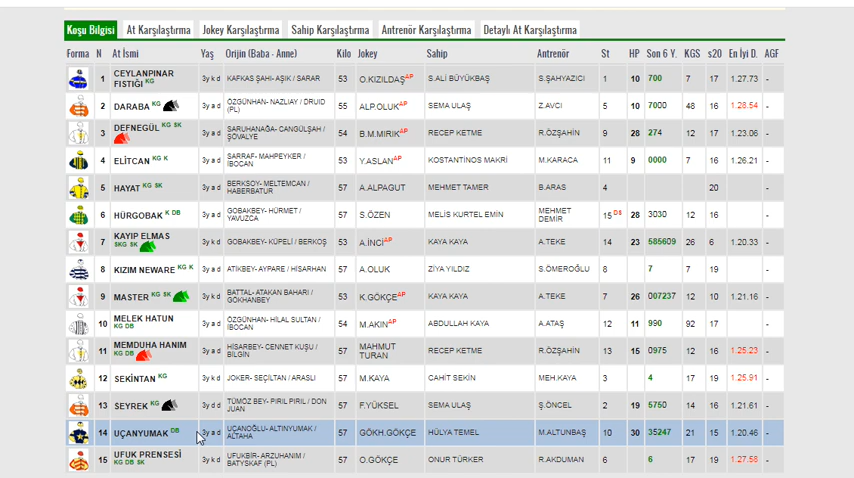 Koşu Bilgisi At Karşılaştırma Jokey Karşılaştırma Sahip Karşılaştırma Antrenör Karşılaştırma Detaylı At Karşılaştırma
Forma N At İsmi Yaş Orijin (Baba - Anne) Kilo Jokey Sahip Antrenör St HP Son 6 Y. KGS s20 En İyi D. AGF
1 CEYLANPINAR FISTIĞI KG 3y k d KAFKAS ŞAHI- AŞIK / SARAR 53 O.KIZILDAŞ AP S.ALİ BÜYÜKBAŞ S.ŞAHYAZICI 1 10 700 7 17 1.27.73 -
2 DARABA KG 3y a d ÖZGÜNHAN- NAZLIAY / DRUID (PL) 55 ALP.OLUK AP SEMA ULAŞ Z.AVCI 5 10 7000 48 16 1.28.54 -
3 DEFNEGÜL KG SK 3y a d SARUHANAĞA- CANGÜLŞAH / ŞÖVALYE 54 B.M.MIRIK AP RECEP KETME R.ÖZŞAHİN 9 28 274 12 17 1.23.06 -
4 ELİTCAN KG K 3y a d SARRAF- MAHPEYKER / İBOCAN 53 Y.ASLAN AP KOSTANTİNOS MAKRİ M.KARACA 11 9 0000 7 16 1.26.21 -
5 HAYAT KG SK 3y a d BERKSOY- MELTEMCAN / HABERBATUR 57 A.ALPAGUT MEHMET TAMER B.ARAS 4 20 -
6 HÜRGOBAK K DB 3y a d GOBAKBEY- HÜRMET / YAVUZCA 57 S.ÖZEN MELİS KURTEL EMİN MEHMET DEMİR 15 DS 28 3030 12 16 -
7 KAYIP ELMAS SKG SK 3y k d GOBAKBEY- KÜPELİ / BERKOŞ 53 A.İNCİ AP KAYA KAYA A.TEKE 14 23 585609 26 6 1.20.33 -
8 KIZIM NEWARE KG K 3y a d ATIKBEY- AYPARE / HİSARHAN 57 A.OLUK ZİYA YILDIZ S.ÖMEROĞLU 8 7 7 19 -
9 MASTER KG SK 3y k d BATTAL- ATAKAN BAHARI / GÖKHANBEY 53 K.GÖKÇE AP KAYA KAYA A.TEKE 7 26 007237 12 10 1.21.16 -
10 MELEK HATUN KG DB 3y a d ÖZGÜNHAN- HİLAL SULTAN / İBOCAN 54 M.AKIN AP ABDULLAH KAYA A.ATAŞ 12 11 990 92 17 -
11 MEMDUHA HANIM KG DB 3y a d HİSARBEY- CENNET KUŞU / BİLGİN 57 MAHMUT TURAN RECEP KETME R.ÖZŞAHİN 13 15 0975 12 16 1.25.23 -
12 SEKİNTAN KG 3y k d JOKER- SEÇİLTAN / ARASLI 57 M.KAYA CAHİT SEKİN MEH.KAYA 3 4 17 19 1.25.91 -
13 SEYREK KG 3y d d TÜMÖZ BEY- PIRIL PIRIL / DON JUAN 57 F.YÜKSEL SEMA ULAŞ Ş.ÖNCEL 2 19 5750 14 16 1.21.61 -
14 UÇANYUMAK DB 3y a d UÇANOĞLU- ALTINYUMAK / ALTAHA 57 GÖKH.GÖKÇE HÜLYA TEMEL M.ALTUNBAŞ 10 30 35247 21 15 1.20.46 -
15 UFUK PRENSESİ KG DB SK 3y k d UFUKBİR- ARZUHANIM / BATYSKAF (PL) 57 O.GÖKÇE ONUR TÜRKER R.AKDUMAN 6 6 17 19 1.27.58 -